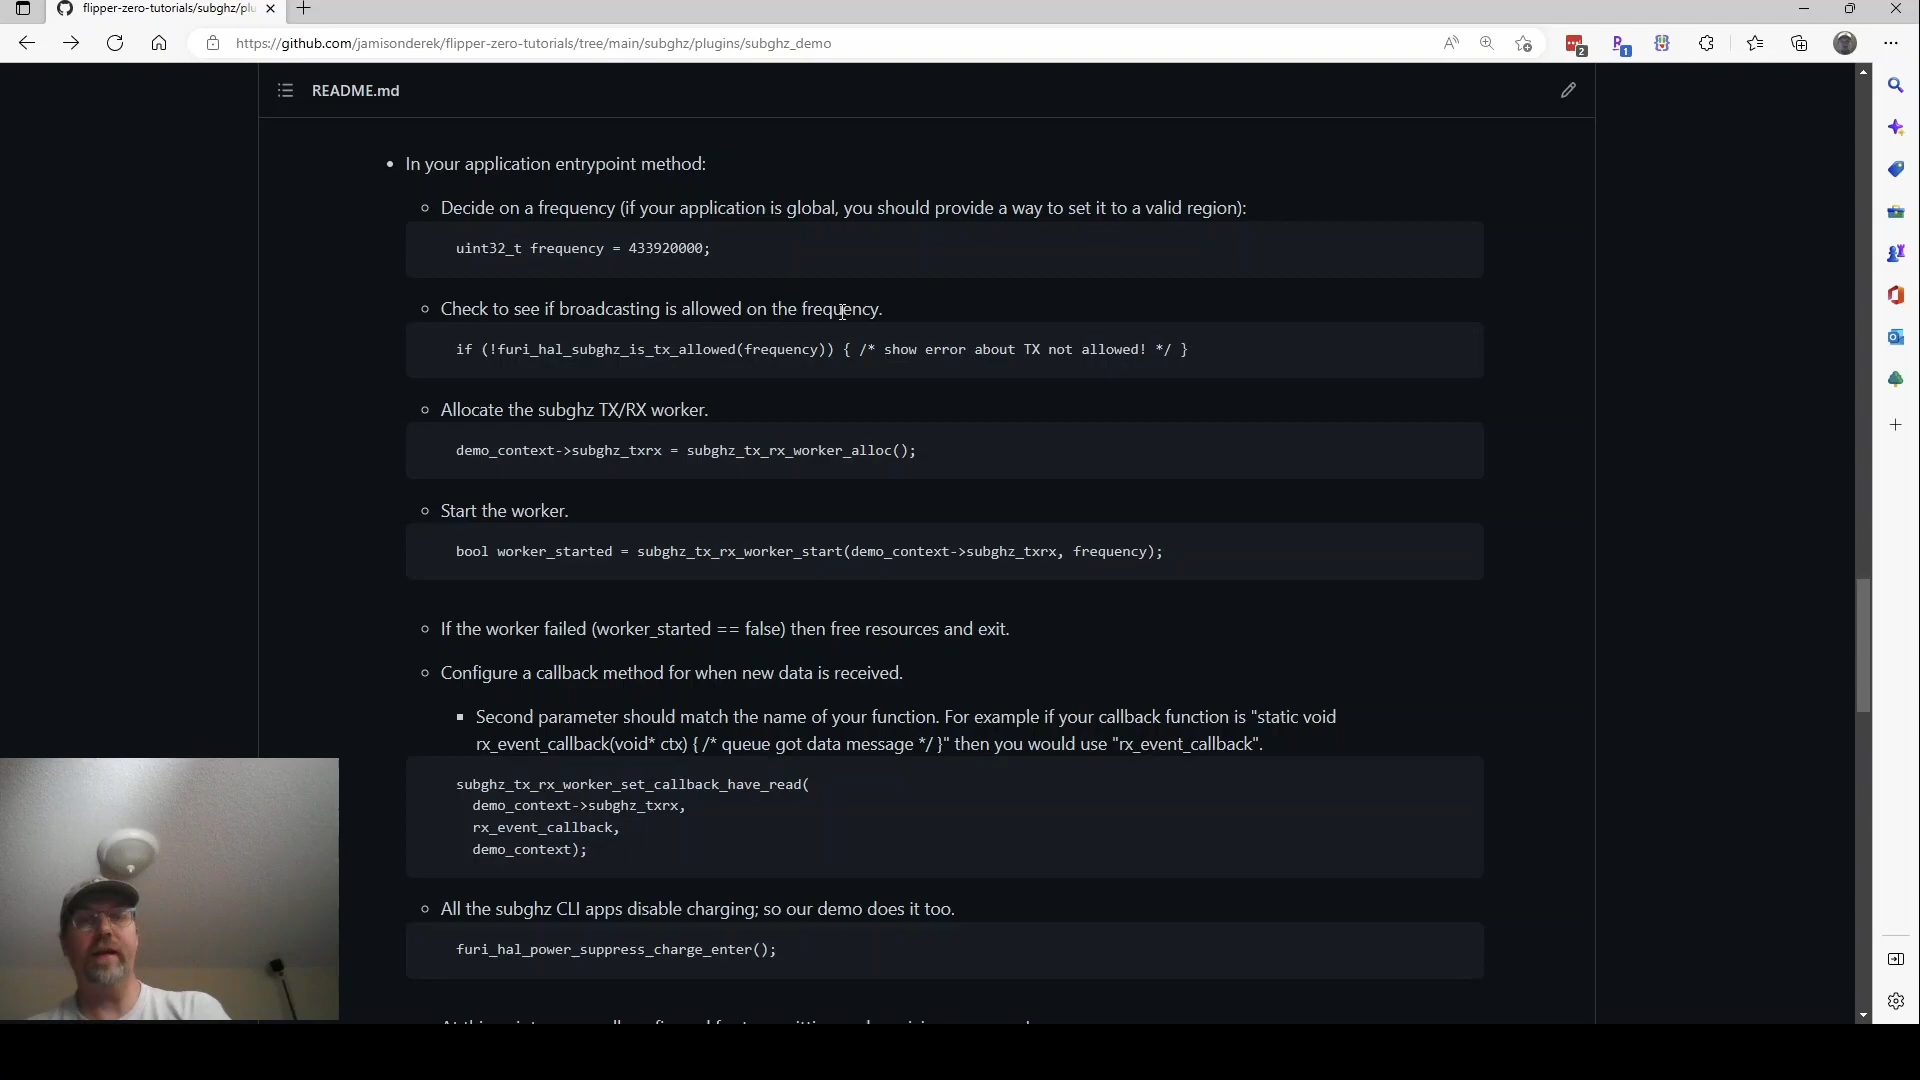 flipper-zero-tutorials/subghz/plu
https://github.com/jamisonderek/flipper-zero-tutorials/tree/main/subghz/plugins/subghz_demo
2
1
README.md
In your application entrypoint method:
Decide on a frequency (if your application is global, you should provide a way to set it to a valid region):
uint32_t frequency = 433920000;
Check to see if broadcasting is allowed on the frequency.
if (!furi_hal_subghz_is_tx_allowed(frequency)) { /* show error about TX not allowed! */ }
Allocate the subghz TX/RX worker.
demo_context->subghz_txrx = subghz_tx_rx_worker_alloc();
Start the worker.
bool worker_started = subghz_tx_rx_worker_start(demo_context->subghz_txrx, frequency);
If the worker failed (worker_started == false) then free resources and exit.
Configure a callback method for when new data is received.
Second parameter should match the name of your function. For example if your callback function is "static void
rx_event_callback(void* ctx) { /* queue got data message */ }" then you would use "rx_event_callback".
subghz_tx_rx_worker_set_callback_have_read(
demo_context->subghz_txrx,
rx_event_callback,
demo_context);
All the subghz CLI apps disable charging; so our demo does it too.
furi_hal_power_suppress_charge_enter();